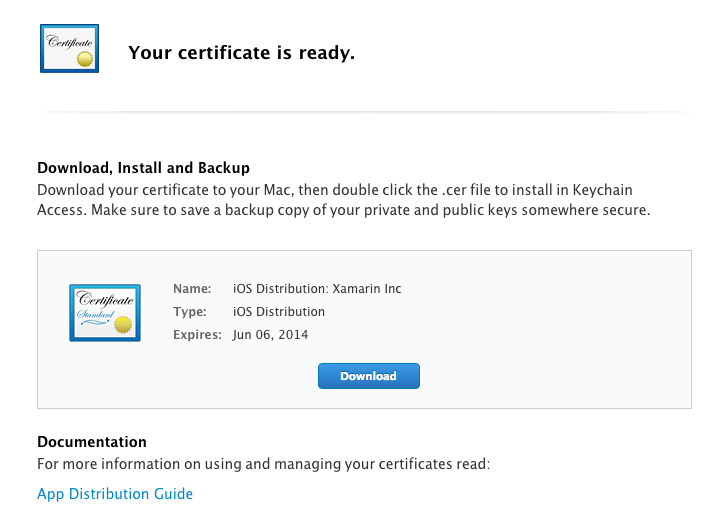 Certificate
Your certificate is ready.
Download, Install and Backup
Download your certificate to your Mac, then double click the .cer file to install in Keychain
Access. Make sure to save a backup copy of your private and public keys somewhere secure.
Certificate
Standard
Name: iOS Distribution: Xamarin Inc
Type: iOS Distribution
Expires: Jun 06, 2014
Download
Documentation
For more information on using and managing your certificates read:
App Distribution Guide